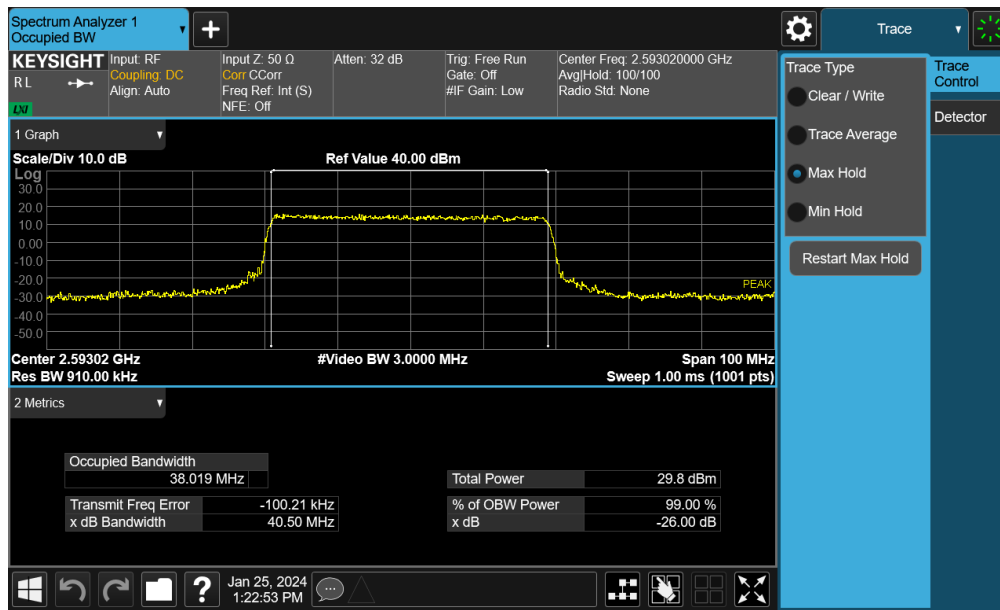 Spectrum Analyzer 1
Occupied BW
Trace
KEYSIGHT
R L
LXI
Input: RF
Coupling: DC
Align: Auto
Input Z: 50 Ω
Corr CCorr
Freq Ref: Int (S)
NFE: Off
Atten: 32 dB
Trig: Free Run
Gate: Off
#IF Gain: Low
Center Freq: 2.593020000 GHz
Avg|Hold: 100/100
Radio Std: None
Trace Type
Clear / Write
Trace Average
Max Hold
Min Hold
Restart Max Hold
Trace
Control
Detector
1 Graph
Scale/Div 10.0 dB
Ref Value 40.00 dBm
Log
30.0
20.0
10.0
0.00
-10.0
-20.0
-30.0
-40.0
-50.0
PEAK
Center 2.59302 GHz
#Video BW 3.0000 MHz
Span 100 MHz
Res BW 910.00 kHz
Sweep 1.00 ms (1001 pts)
2 Metrics
Occupied Bandwidth
38.019 MHz
Total Power 29.8 dBm
Transmit Freq Error -100.21 kHz
% of OBW Power 99.00 %
x dB Bandwidth 40.50 MHz
x dB -26.00 dB
?
Jan 25, 2024
1:22:53 PM